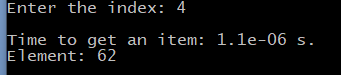 Enter the index: 4
Time to get an item: 1.1e-06 s.
Element: 62